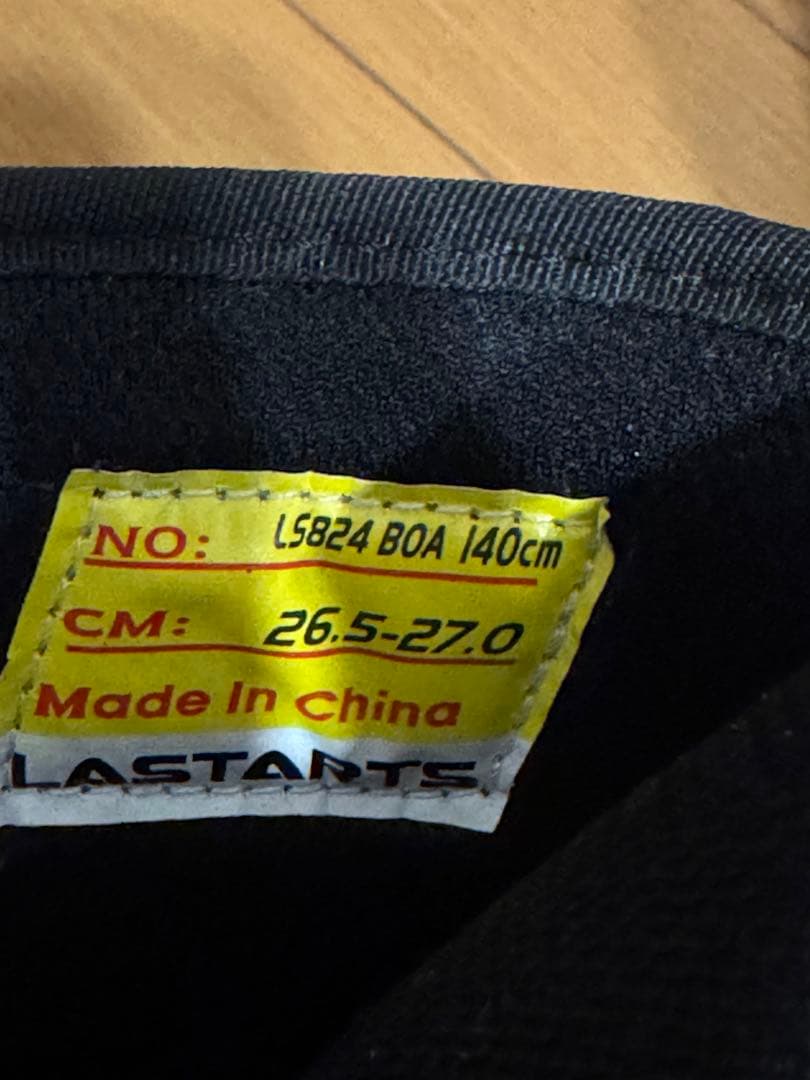 NO: LS824 BOA 140cm
CM: 26.5-27.0
Made In China
LASTARTS